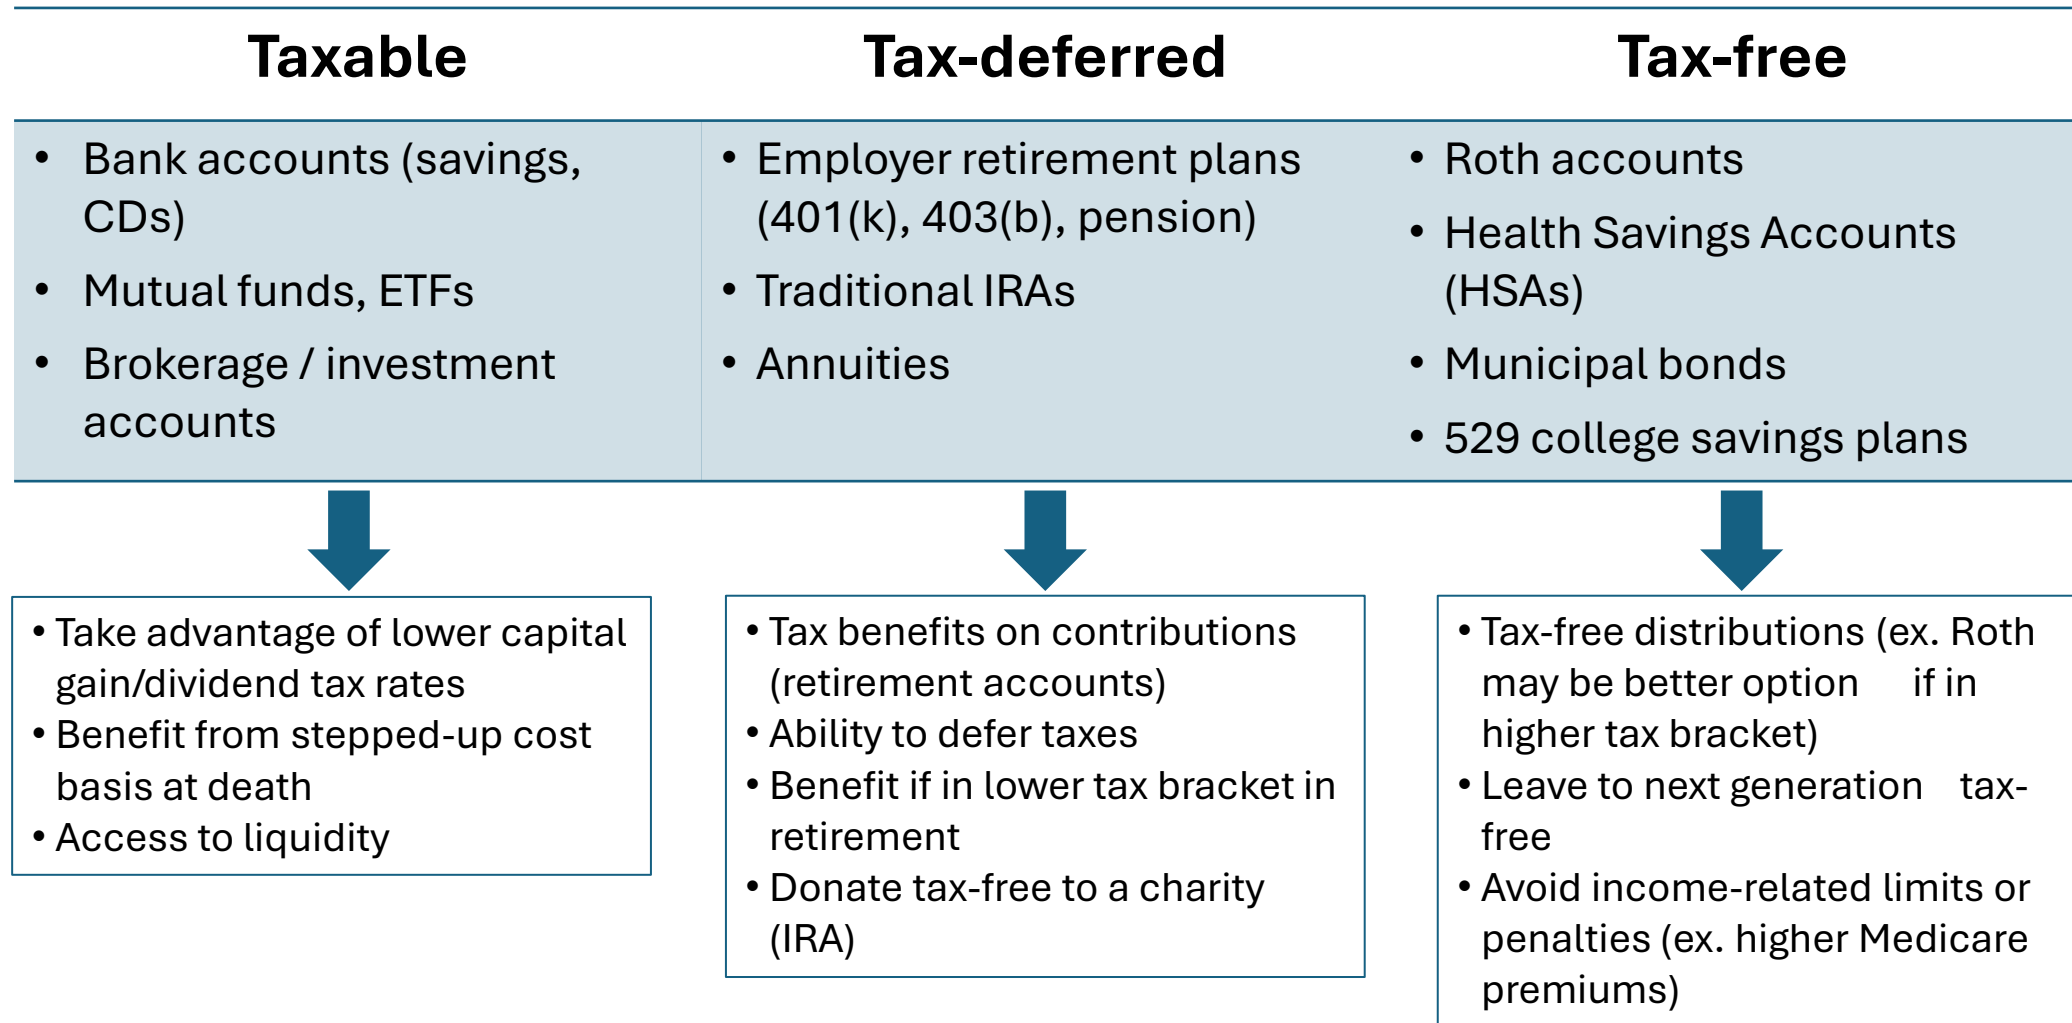 Taxable
Tax-deferred
Tax-free
• Bank accounts (savings,
CDs)
• Mutual funds, ETFs
• Brokerage / investment
accounts
• Employer retirement plans
(401(k), 403(b), pension)
• Traditional IRAs
• Annuities
• Roth accounts
• Health Savings Accounts
(HSAs)
• Municipal bonds
• 529 college savings plans
• Take advantage of lower capital
gain/dividend tax rates
• Benefit from stepped-up cost
basis at death
• Access to liquidity
• Tax benefits on contributions
(retirement accounts)
• Ability to defer taxes
• Benefit if in lower tax bracket in
retirement
• Donate tax-free to a charity
(IRA)
• Tax-free distributions (ex. Roth
may be better option if in
higher tax bracket)
• Leave to next generation tax-
free
• Avoid income-related limits or
penalties (ex. higher Medicare
premiums)